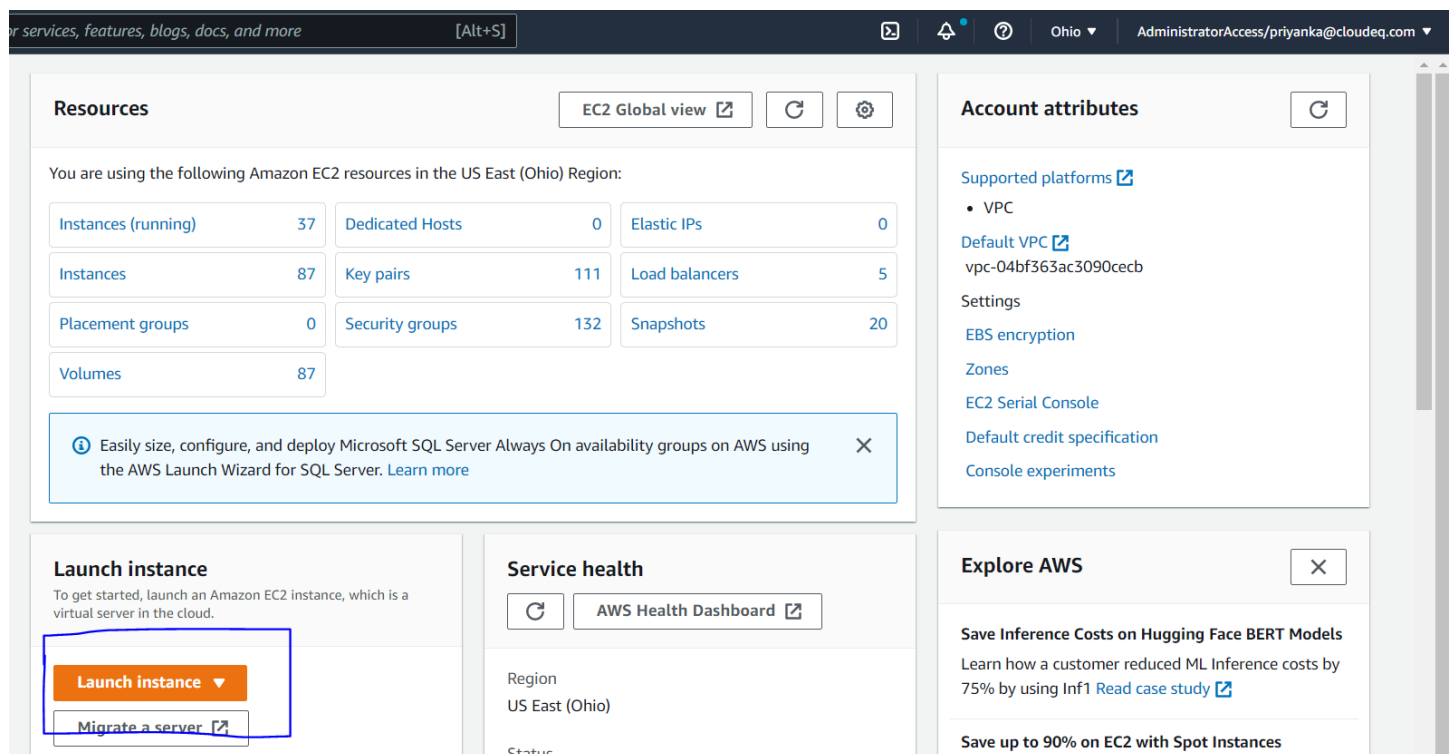 or services, features, blogs, docs, and more [Alt+S]
Ohio ▼ AdministratorAccess/priyanka@cloudeq.com ▼
Resources
EC2 Global view
You are using the following Amazon EC2 resources in the US East (Ohio) Region:
Instances (running) 37
Dedicated Hosts 0
Elastic IPs 0
Instances 87
Key pairs 111
Load balancers 5
Placement groups 0
Security groups 132
Snapshots 20
Volumes 87
Easily size, configure, and deploy Microsoft SQL Server Always On availability groups on AWS using
the AWS Launch Wizard for SQL Server. Learn more
Account attributes
Supported platforms
• VPC
Default VPC
vpc-04bf363ac3090cecb
Settings
EBS encryption
Zones
EC2 Serial Console
Default credit specification
Console experiments
Launch instance
To get started, launch an Amazon EC2 instance, which is a
virtual server in the cloud.
Launch instance ▼
Migrate a server
Service health
AWS Health Dashboard
Region
US East (Ohio)
Status
Explore AWS
Save Inference Costs on Hugging Face BERT Models
Learn how a customer reduced ML Inference costs by
75% by using Inf1 Read case study
Save up to 90% on EC2 with Spot Instances